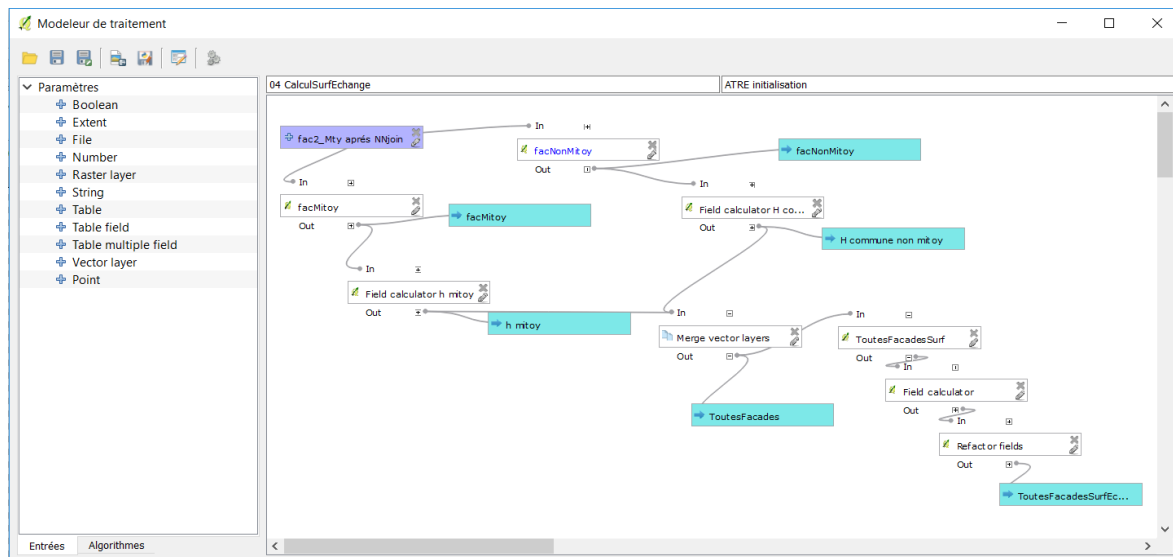 Modeleur de traitement
04 CalculSurfEchange
ATRE initialisation
Paramètres
Boolean
Extent
File
Number
Raster layer
String
Table
Table field
Table multiple field
Vector layer
Point
Entrées
Algorithmes
fac2_Mty aprés NNjoin
In
facNonMitoy
Out
facNonMitoy
In
facMitoy
Out
facMitoy
In
Field calculator H co...
Out
H commune non mitoy
In
Field calculator h mitoy
Out
h mitoy
In
Merge vector layers
Out
ToutesFacades
In
ToutesFacadesSurf
Out
In
Field calculator
Out
In
Refactor fields
Out
ToutesFacadesSurfEc...